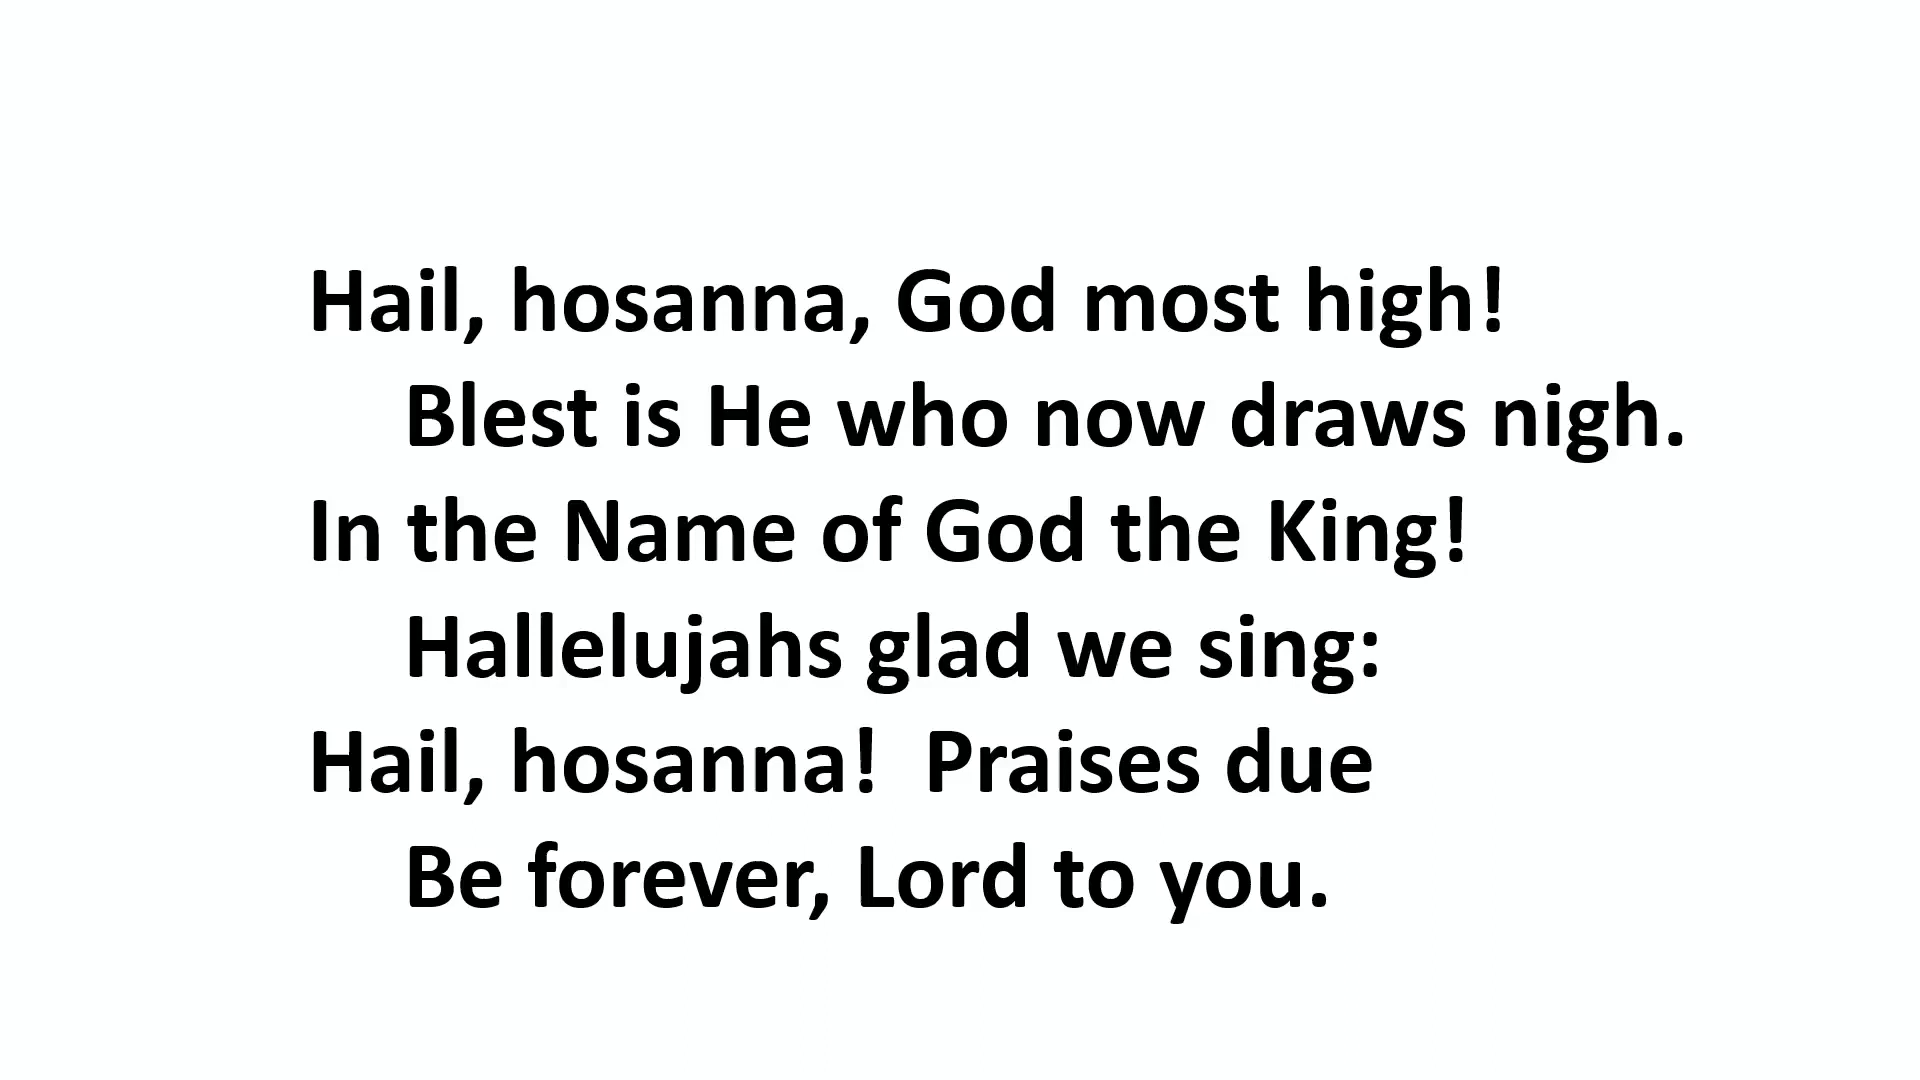 Hail, hosanna, God most high!
Blest is He who now draws nigh.
In the Name of God the King!
Hallelujahs glad we sing:
Hail, hosanna!  Praises due
Be forever, Lord to you.